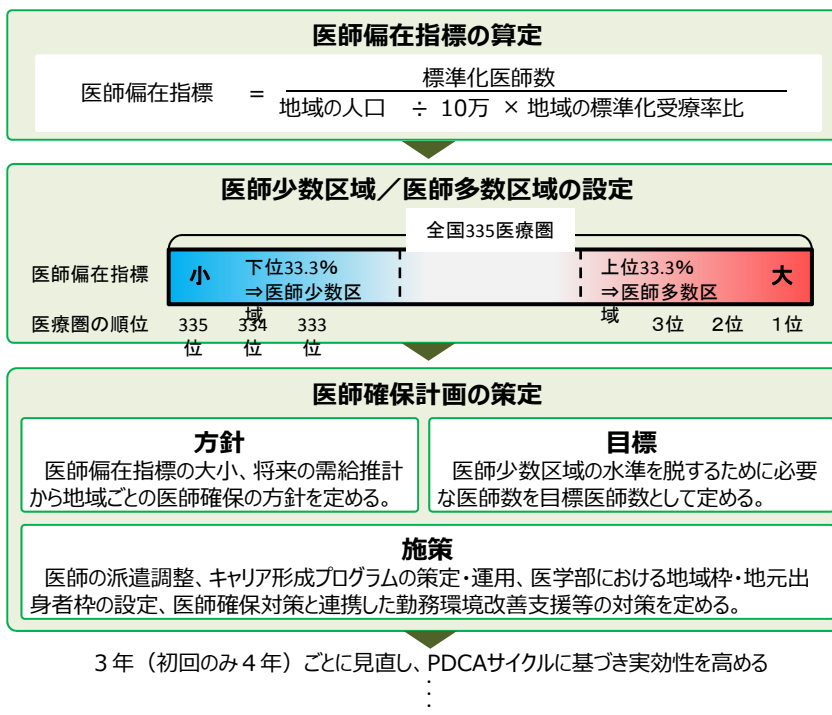 医師偏在指標の算定
標準化医師数
医師偏在指標 = 
地域の人口 ÷ 10万 × 地域の標準化受療率比
医師少数区域／医師多数区域の設定
全国335医療圏
医師偏在指標
小
下位33.3%
⇒医師少数区
域
上位33.3%
⇒医師多数区
域
大
医療圏の順位
335
位
334
位
333
位
3位
2位
1位
医師確保計画の策定
方針
医師偏在指標の大小、将来の需給推計
から地域ごとの医師確保の方針を定める。
目標
医師少数区域の水準を脱するために必要
な医師数を目標医師数として定める。
施策
医師の派遣調整、キャリア形成プログラムの策定・運用、医学部における地域枠・地元出
身者枠の設定、医師確保対策と連携した勤務環境改善支援等の対策を定める。
３年（初回のみ４年）ごとに見直し、PDCAサイクルに基づき実効性を高める